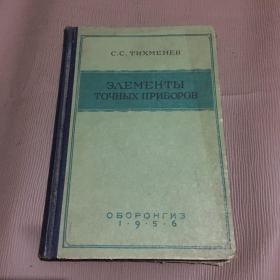 С.С. ТИХМЕНЕВ
ЭЛЕМЕНТЫ
ТОЧНЫХ ПРИБОРОВ
ОБОРОНГИЗ
1·9·5·6